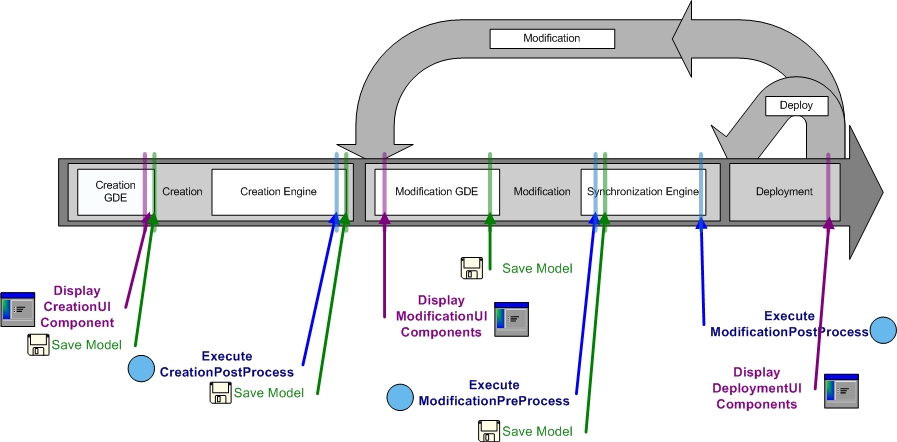 Modification
Deploy
Creation
GDE
Creation
Creation Engine
Modification GDE
Modification
Synchronization Engine
Deployment
Display
CreationUI
Component
Save Model
Execute
CreationPostProcess
Save Model
Display
ModificationUI
Components
Save Model
Execute
ModificationPreProcess
Save Model
Execute
ModificationPostProcess
Display
DeploymentUI
Components